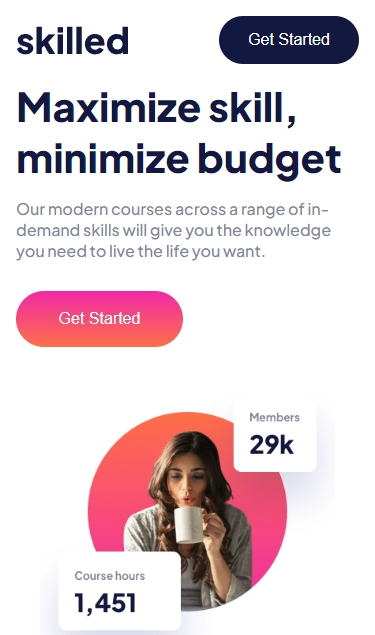 skilled
Get Started
Maximize skill,
minimize budget
Our modern courses across a range of in-
demand skills will give you the knowledge
you need to live the life you want.
Get Started
Members
29k
Course hours
1,451